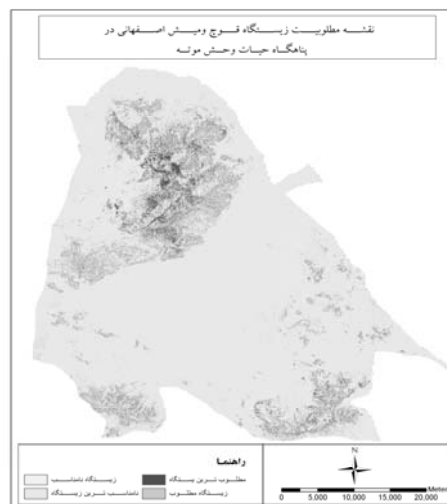 نقشه مطلوبیت زیستگاه قوچ ومیش اصفهانی در
پناهگاه حیات وحش موته
راهنما
مطلوب ترین یستگاه
زیستگاه نامناسب
زیستگاه مطلوب
نامناسب ترین زیستگاه
N
Meters
0 5,000 10,000 15,000 20,000